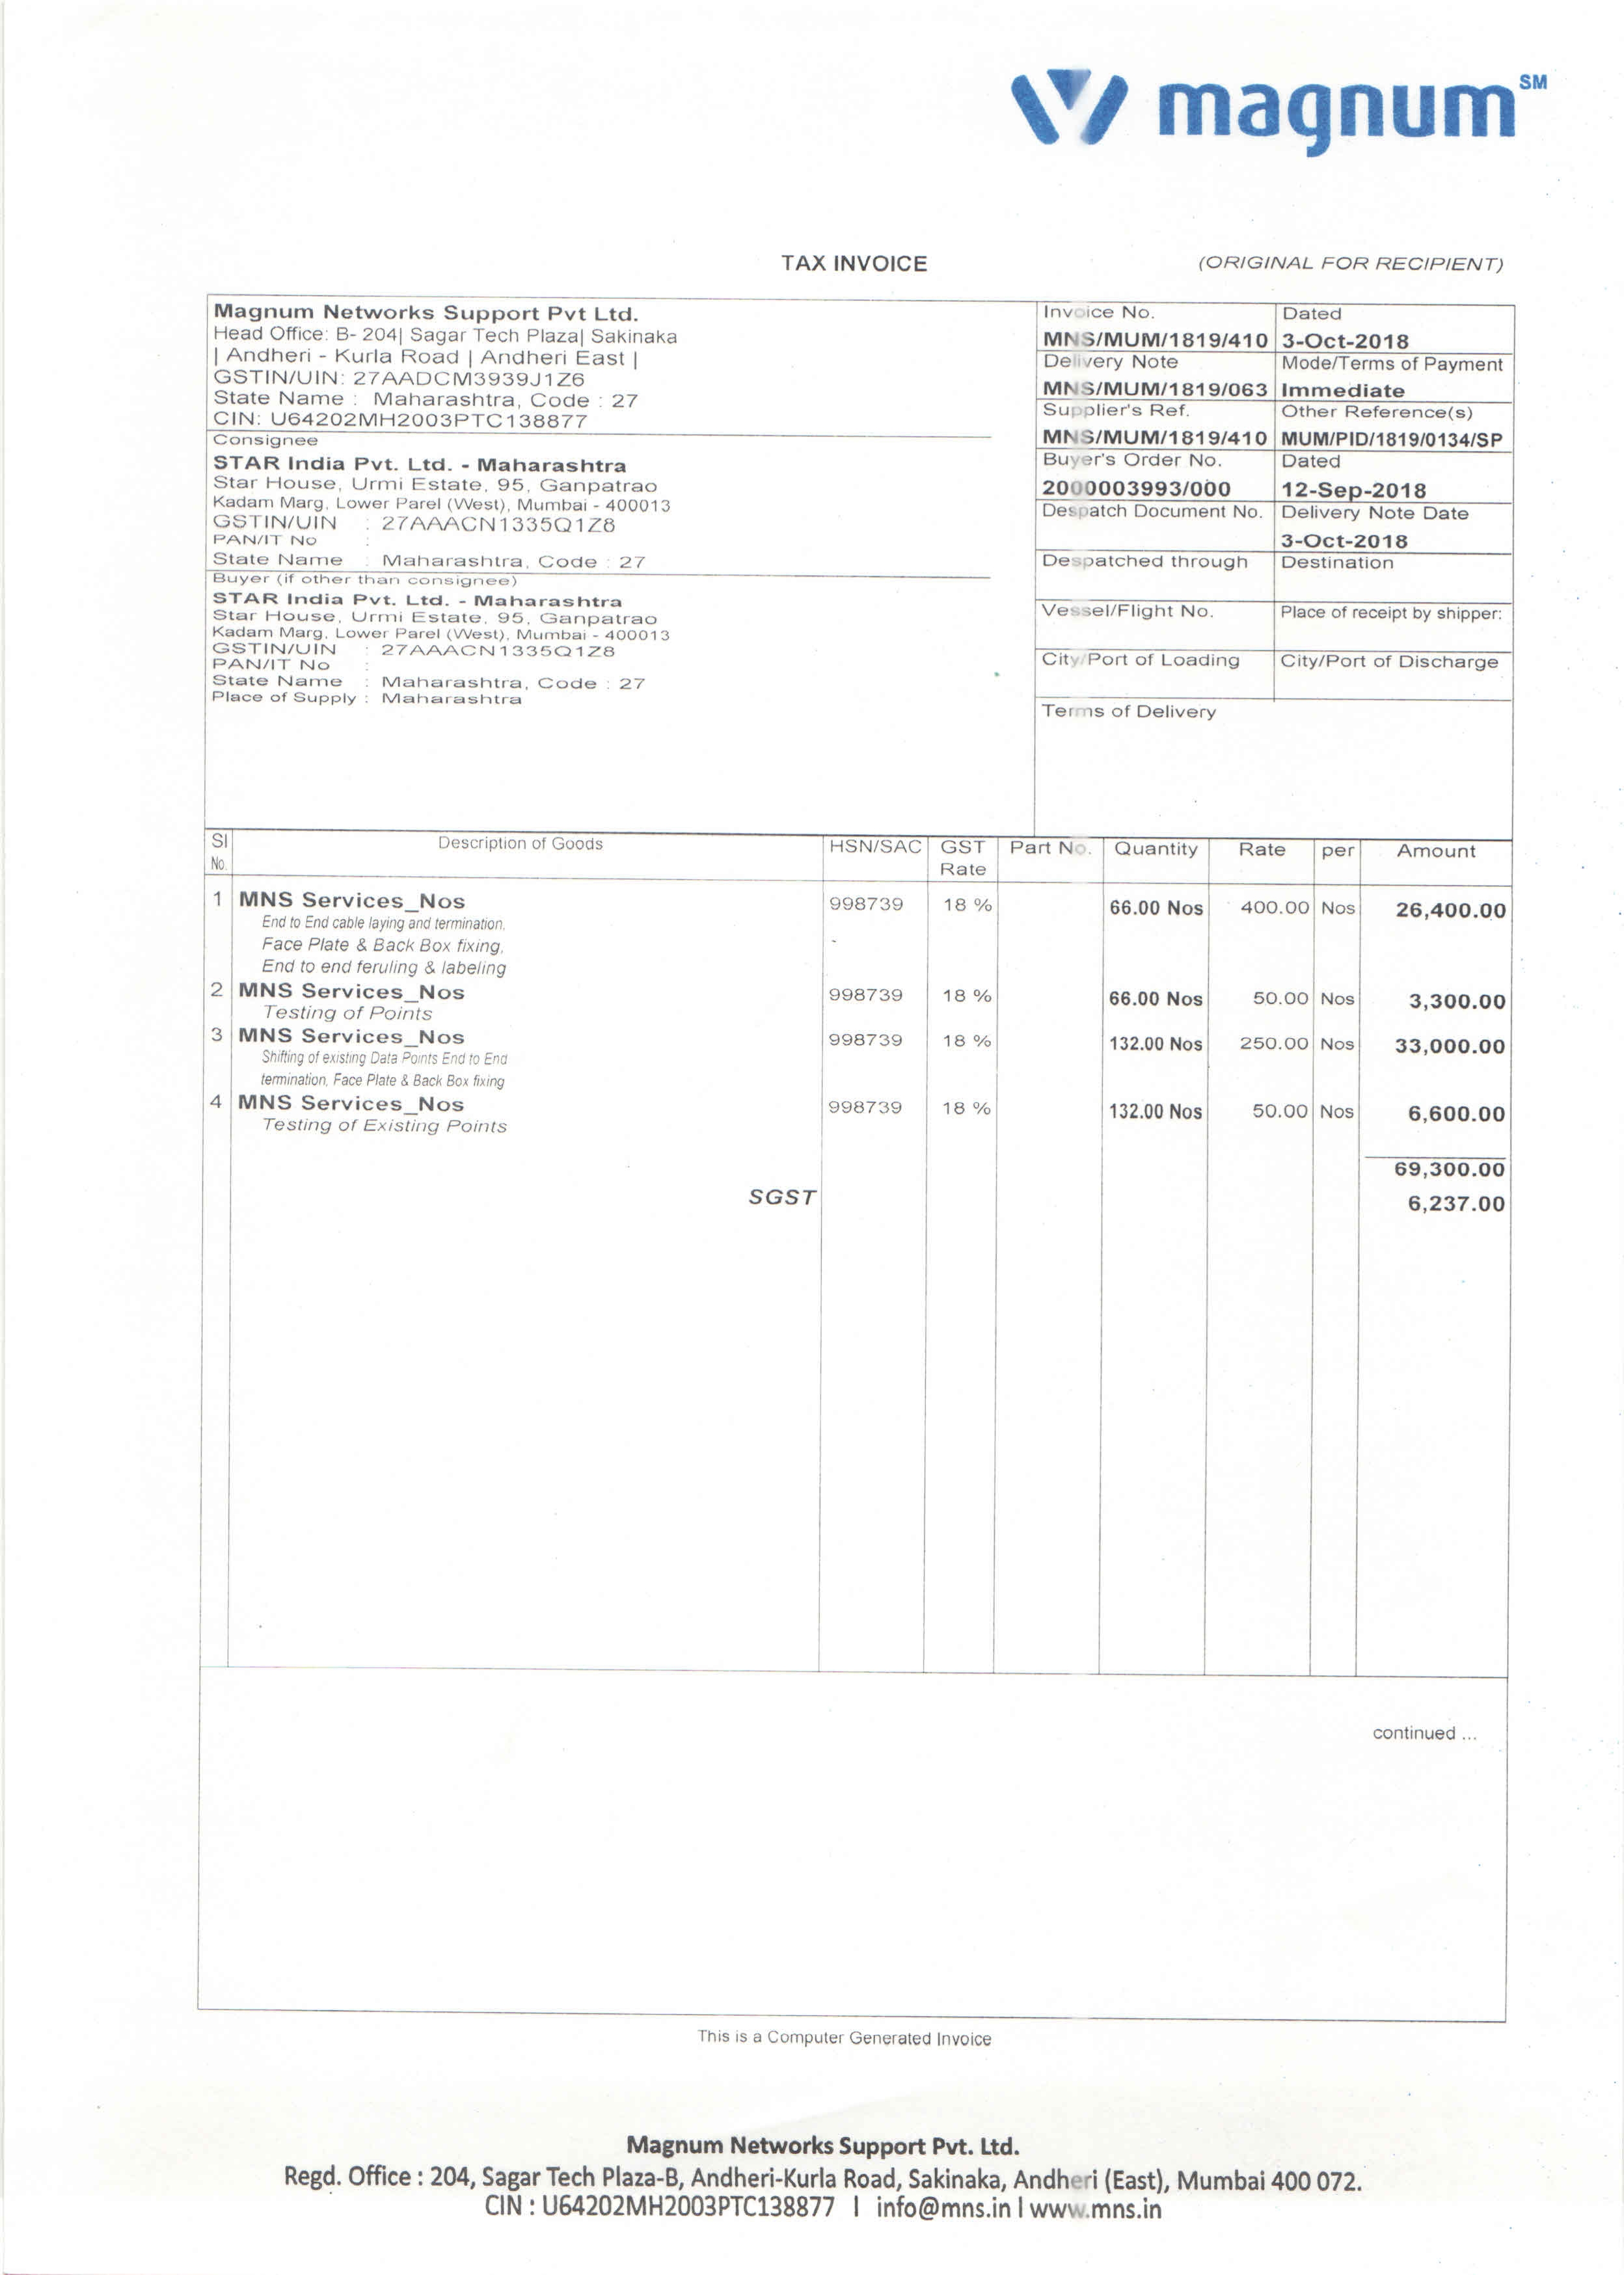 magnum SM
TAX INVOICE
(ORIGINAL FOR RECIPIENT)
Magnum Networks Support Pvt Ltd.
Head Office: B- 204| Sagar Tech Plaza| Sakinaka
| Andheri - Kurla Road | Andheri East |
GSTIN/UIN: 27AADCM3939J1Z6
State Name : Maharashtra, Code : 27
CIN: U64202MH2003PTC138877
Consignee
STAR India Pvt. Ltd. - Maharashtra
Star House, Urmi Estate, 95, Ganpatrao
Kadam Marg, Lower Parel (West), Mumbai - 400013
GSTIN/UIN : 27AAACN1335Q1Z8
PAN/IT No :
State Name : Maharashtra, Code : 27
Buyer (if other than consignee)
STAR India Pvt. Ltd. - Maharashtra
Star House, Urmi Estate, 95, Ganpatrao
Kadam Marg, Lower Parel (West), Mumbai - 400013
GSTIN/UIN : 27AAACN1335Q1Z8
PAN/IT No :
State Name : Maharashtra, Code : 27
Place of Supply : Maharashtra
Invoice No. Dated
MNS/MUM/1819/410 3-Oct-2018
Delivery Note Mode/Terms of Payment
MNS/MUM/1819/063 Immediate
Supplier's Ref. Other Reference(s)
MNS/MUM/1819/410 MUM/PID/1819/0134/SP
Buyer's Order No. Dated
2000003993/000 12-Sep-2018
Despatch Document No. Delivery Note Date
3-Oct-2018
Despatched through Destination
Vessel/Flight No. Place of receipt by shipper:
City/Port of Loading City/Port of Discharge
Terms of Delivery
Sl No. Description of Goods HSN/SAC GST Rate Part No. Quantity Rate per Amount
1 MNS Services_Nos 998739 18 % 66.00 Nos 400.00 Nos 26,400.00
End to End cable laying and termination,
Face Plate & Back Box fixing,
End to end feruling & labeling
2 MNS Services_Nos 998739 18 % 66.00 Nos 50.00 Nos 3,300.00
Testing of Points
3 MNS Services_Nos 998739 18 % 132.00 Nos 250.00 Nos 33,000.00
Shifting of existing Data Points End to End
termination, Face Plate & Back Box fixing
4 MNS Services_Nos 998739 18 % 132.00 Nos 50.00 Nos 6,600.00
Testing of Existing Points
69,300.00
SGST 6,237.00
continued ...
This is a Computer Generated Invoice
Magnum Networks Support Pvt. Ltd.
Regd. Office : 204, Sagar Tech Plaza-B, Andheri-Kurla Road, Sakinaka, Andheri (East), Mumbai 400 072.
CIN : U64202MH2003PTC138877 | info@mns.in | www.mns.in